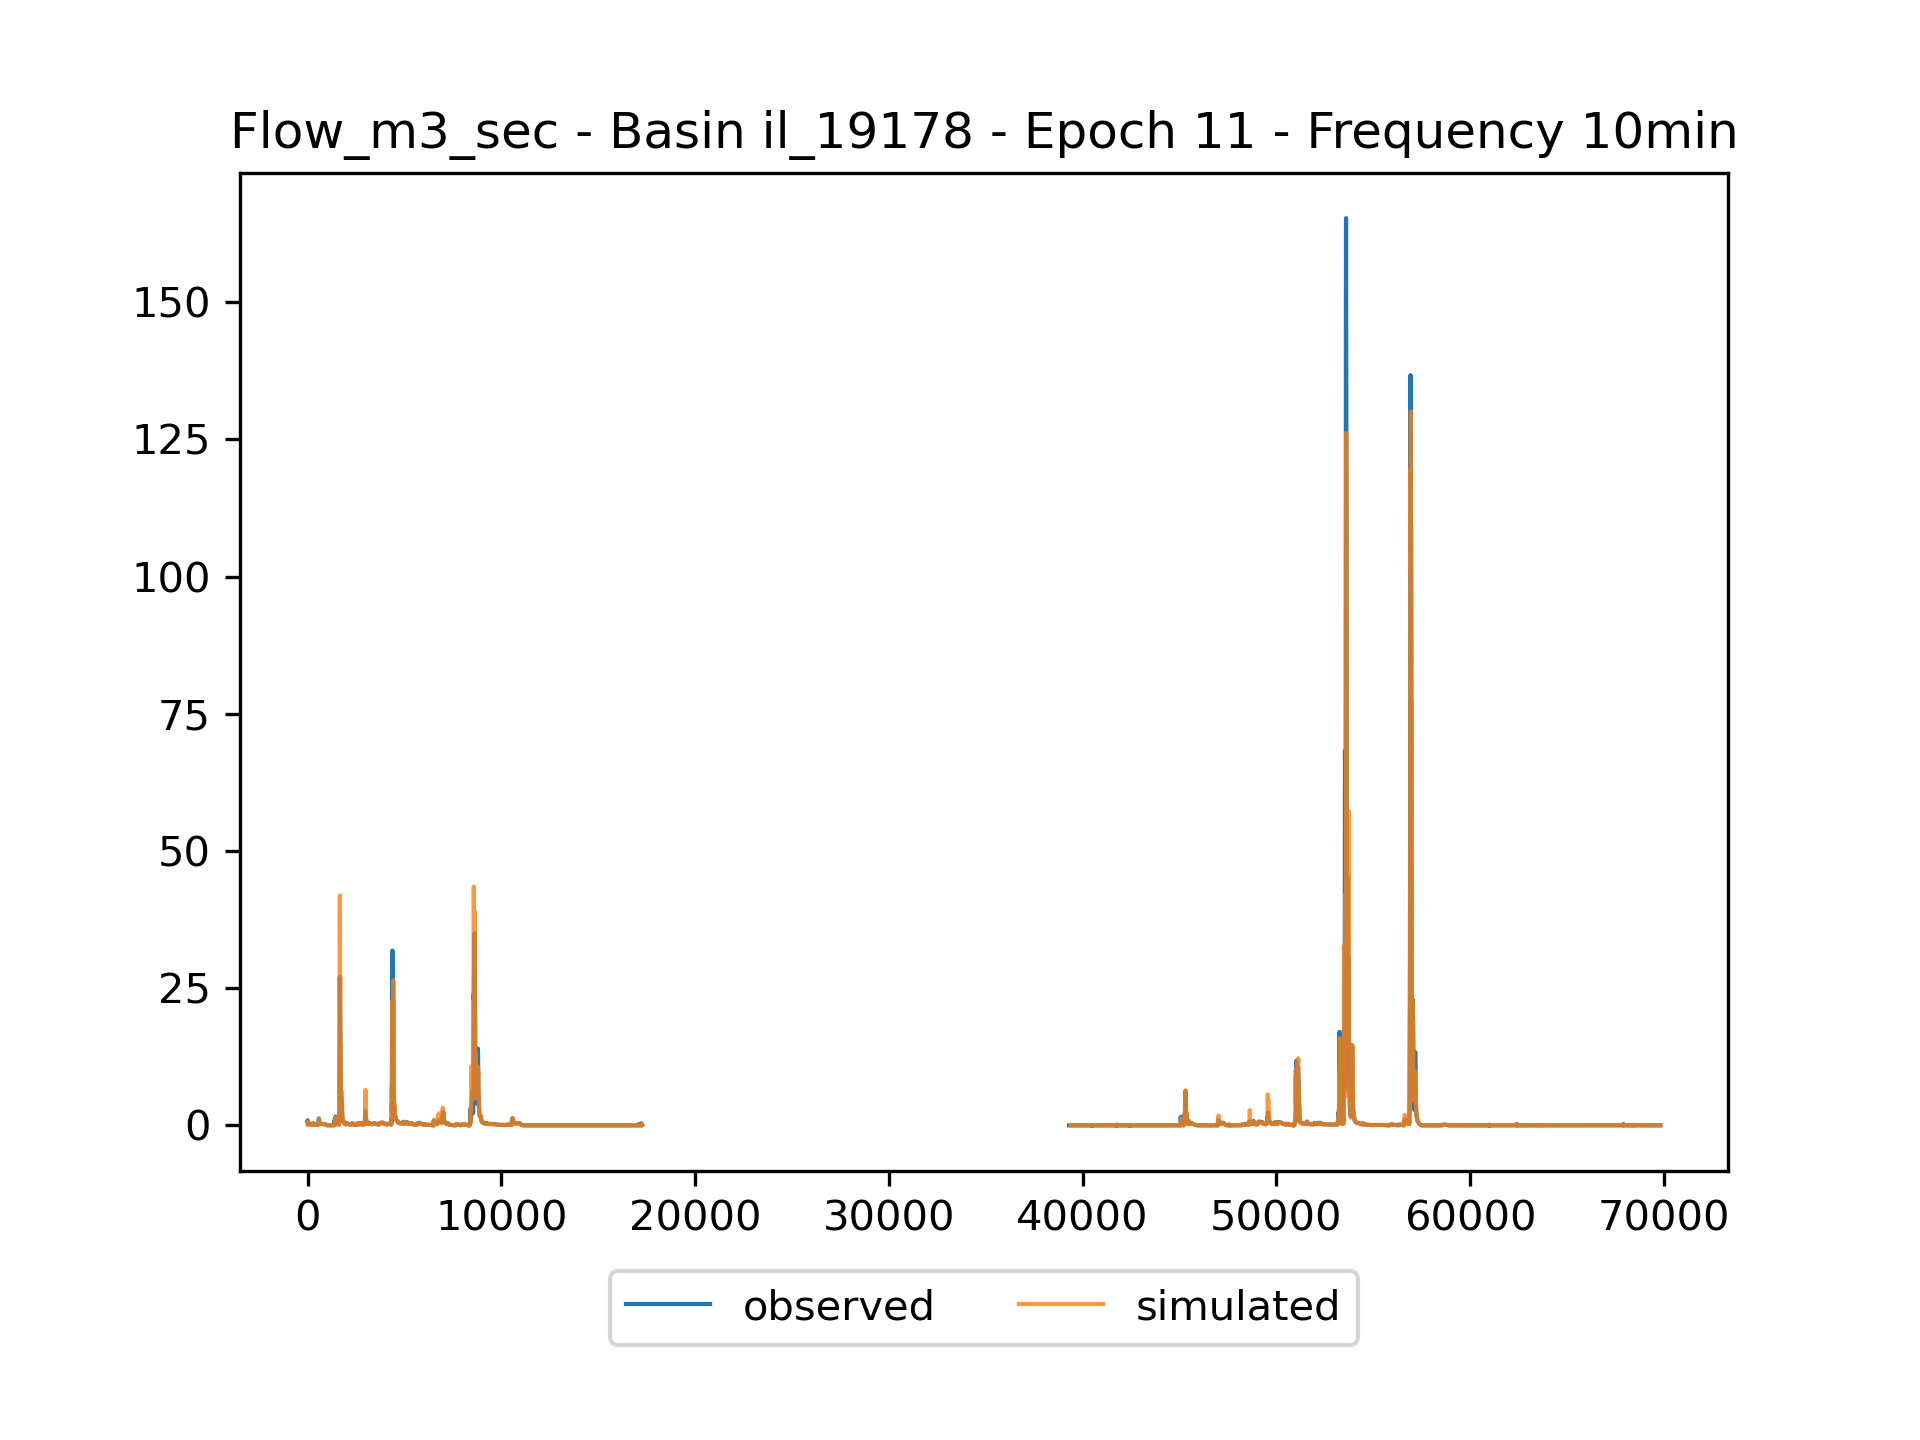 Flow_m3_sec - Basin il_19178 - Epoch 11 - Frequency 10min
150
125
100
75
50
25
0
0 10000 20000 30000 40000 50000 60000 70000
observed simulated